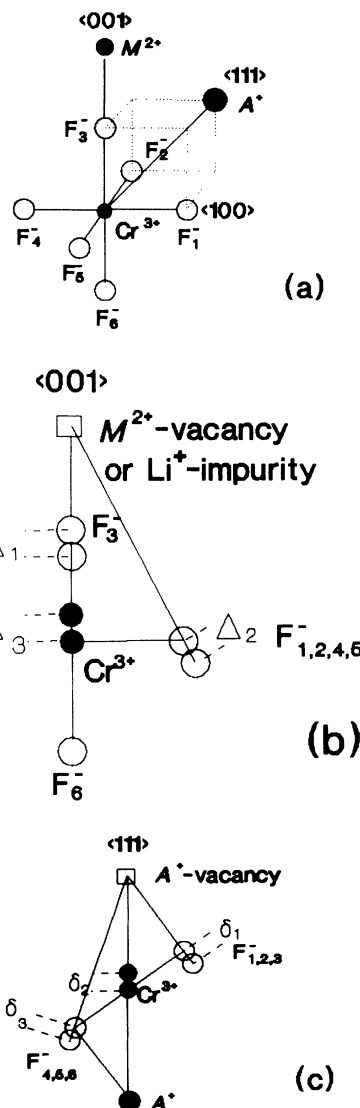 ⟨001⟩
M²⁺
⟨111⟩
A⁺
F₃⁻
F₂⁻
F₄⁻
Cr³⁺
F₁⁻
⟨100⟩
F₅⁻
F₆⁻
(a)
⟨001⟩
M²⁺-vacancy
or Li⁺-impurity
F₃⁻
Δ₁
Δ₃
Cr³⁺
Δ₂
F⁻₁,₂,₄,₅
F₆⁻
(b)
⟨111⟩
A⁺-vacancy
δ₁
F⁻₁,₂,₃
δ₂
Cr³⁺
δ₃
F⁻₄,₅,₆
A⁺
(c)